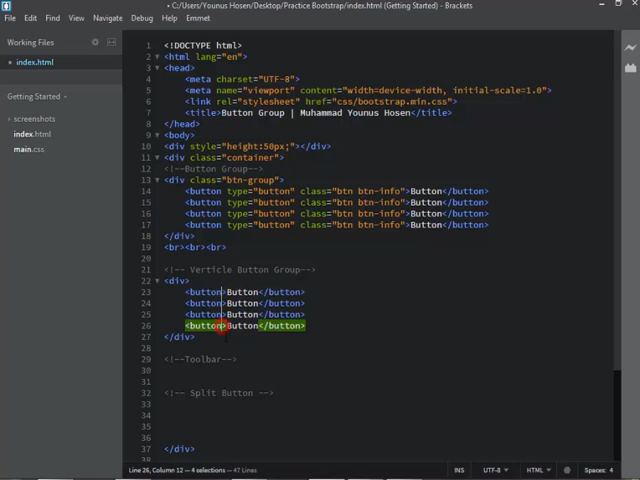 • C:/Users/Younus Hosen/Desktop/Practice Bootstrap/index.html (Getting Started) - Brackets
File Edit Find View Navigate Debug Help Emmet
Working Files
• index.html
Getting Started
screenshots
index.html
main.css
1 <!DOCTYPE html>
2 <html lang="en">
3 <head>
4 <meta charset="UTF-8">
5 <meta name="viewport" content="width=device-width, initial-scale=1.0">
6 <link rel="stylesheet" href="css/bootstrap.min.css">
7 <title>Button Group | Muhammad Younus Hosen</title>
8 </head>
9 <body>
10 <div style="height:50px;"></div>
11 <div class="container">
12 <!--Button Group-->
13 <div class="btn-group">
14 <button type="button" class="btn btn-info">Button</button>
15 <button type="button" class="btn btn-info">Button</button>
16 <button type="button" class="btn btn-info">Button</button>
17 <button type="button" class="btn btn-info">Button</button>
18 </div>
19 <br><br><br>
20
21 <!-- Verticle Button Group-->
22 <div>
23 <button>Button</button>
24 <button>Button</button>
25 <button>Button</button>
26 <button>Button</button>
27 </div>
28
29 <!--Toolbar-->
30
31
32 <!-- Split Button -->
33
34
35
36
37 </div>
38
Line 26, Column 12 — 4 selections — 47 Lines INS UTF-8 HTML Spaces: 4